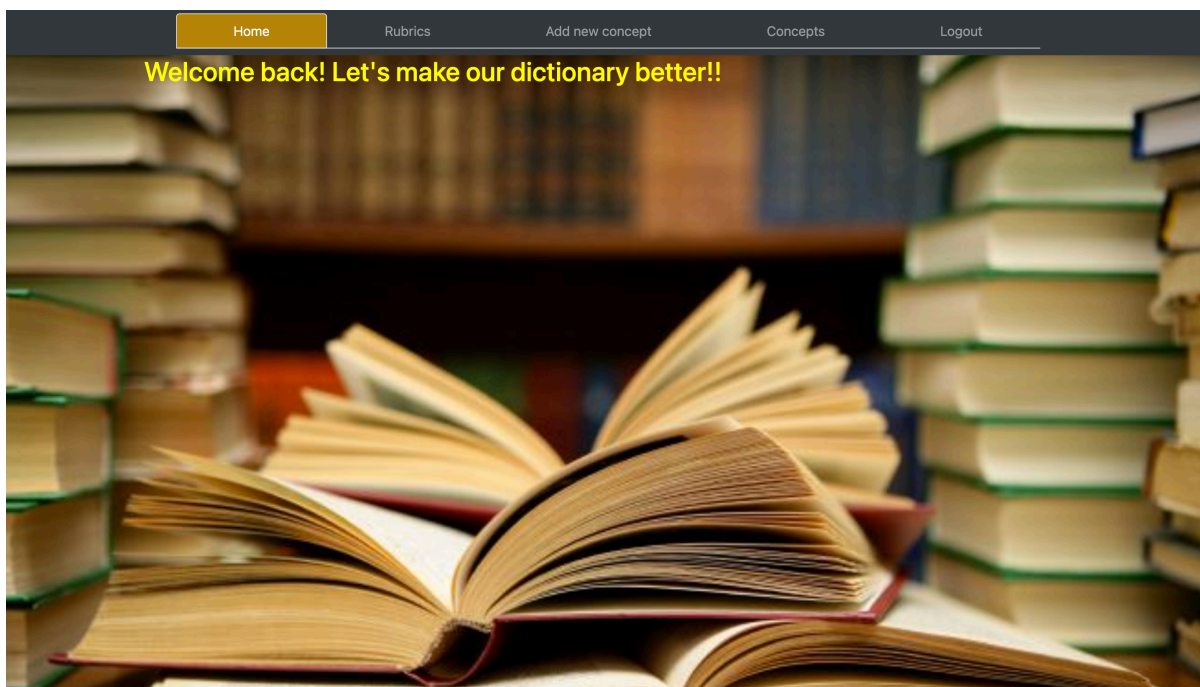 Home Rubrics Add new concept Concepts Logout
Welcome back! Let's make our dictionary better!!